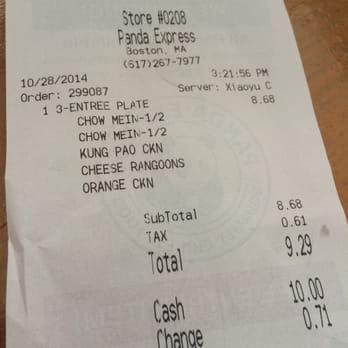 Store #0208
Panda Express
Boston, MA
(617)267-7977
10/28/2014 3:21:56 PM
Order: 299087 Server: Xiaoyu C
1 3-ENTREE PLATE 8.68
CHOW MEIN-1/2
CHOW MEIN-1/2
KUNG PAO CKN
CHEESE RANGOONS
ORANGE CKN
SubTotal 8.68
TAX 0.61
Total 9.29
Cash 10.00
Change 0.71